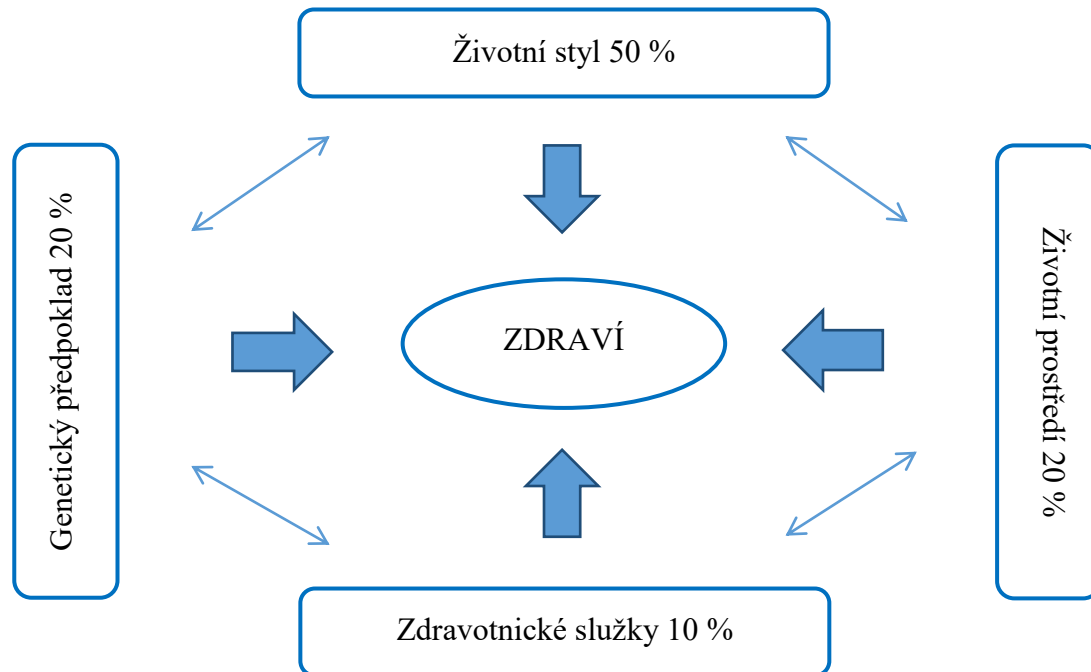 Životní styl 50 %
Genetický předpoklad 20 %
ZDRAVÍ
Životní prostředí 20 %
Zdravotnické služky 10 %